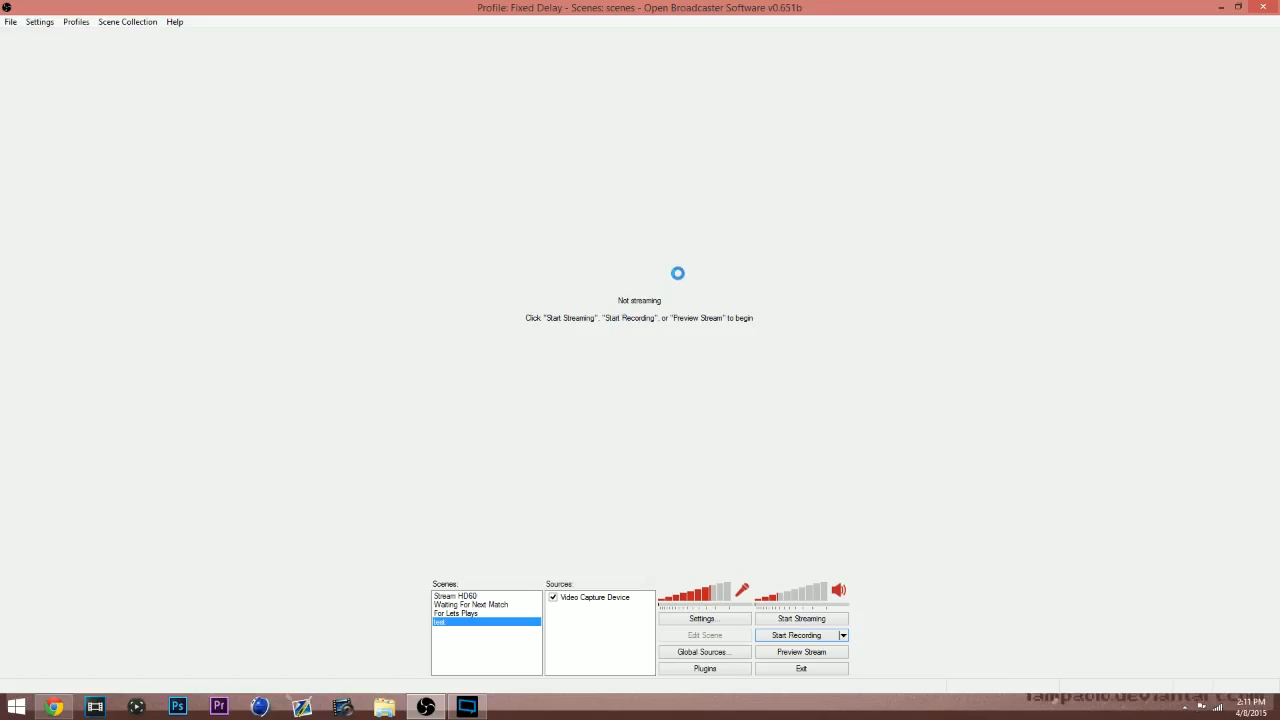 Profile: Fixed Delay - Scenes: scenes - Open Broadcaster Software v0.651b
File Settings Profiles Scene Collection Help
Not streaming
Click "Start Streaming", "Start Recording", or "Preview Stream" to begin
Scenes:
Sources:
Stream HD60
Waiting For Next Match
For Lets Plays
test
Video Capture Device
Settings...
Start Streaming
Edit Scene
Start Recording
Global Sources...
Preview Stream
Plugins
Exit
Ps
Pr
2:11 PM
4/8/2015